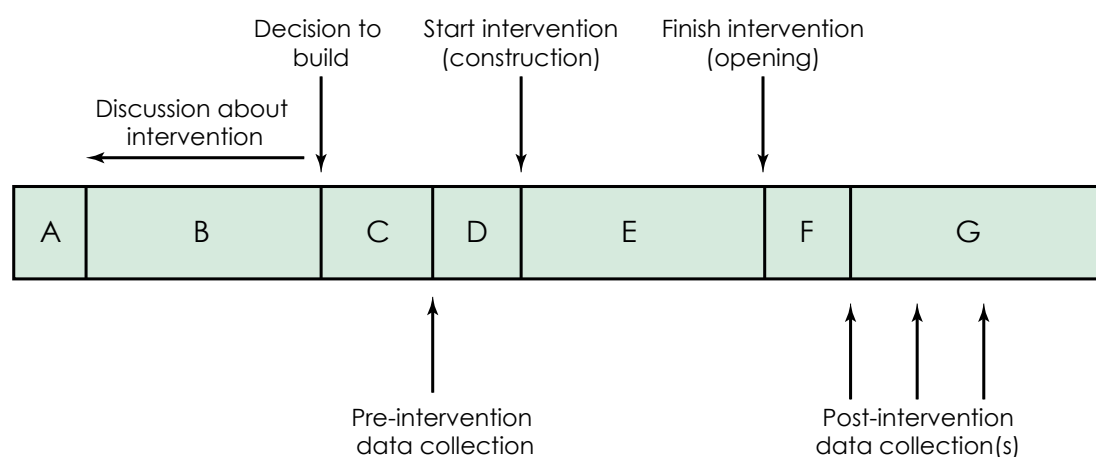 Decision to
build
Start intervention
(construction)
Finish intervention
(opening)
Discussion about
intervention
A
B
C
D
E
F
G
Pre-intervention
data collection
Post-intervention
data collection(s)